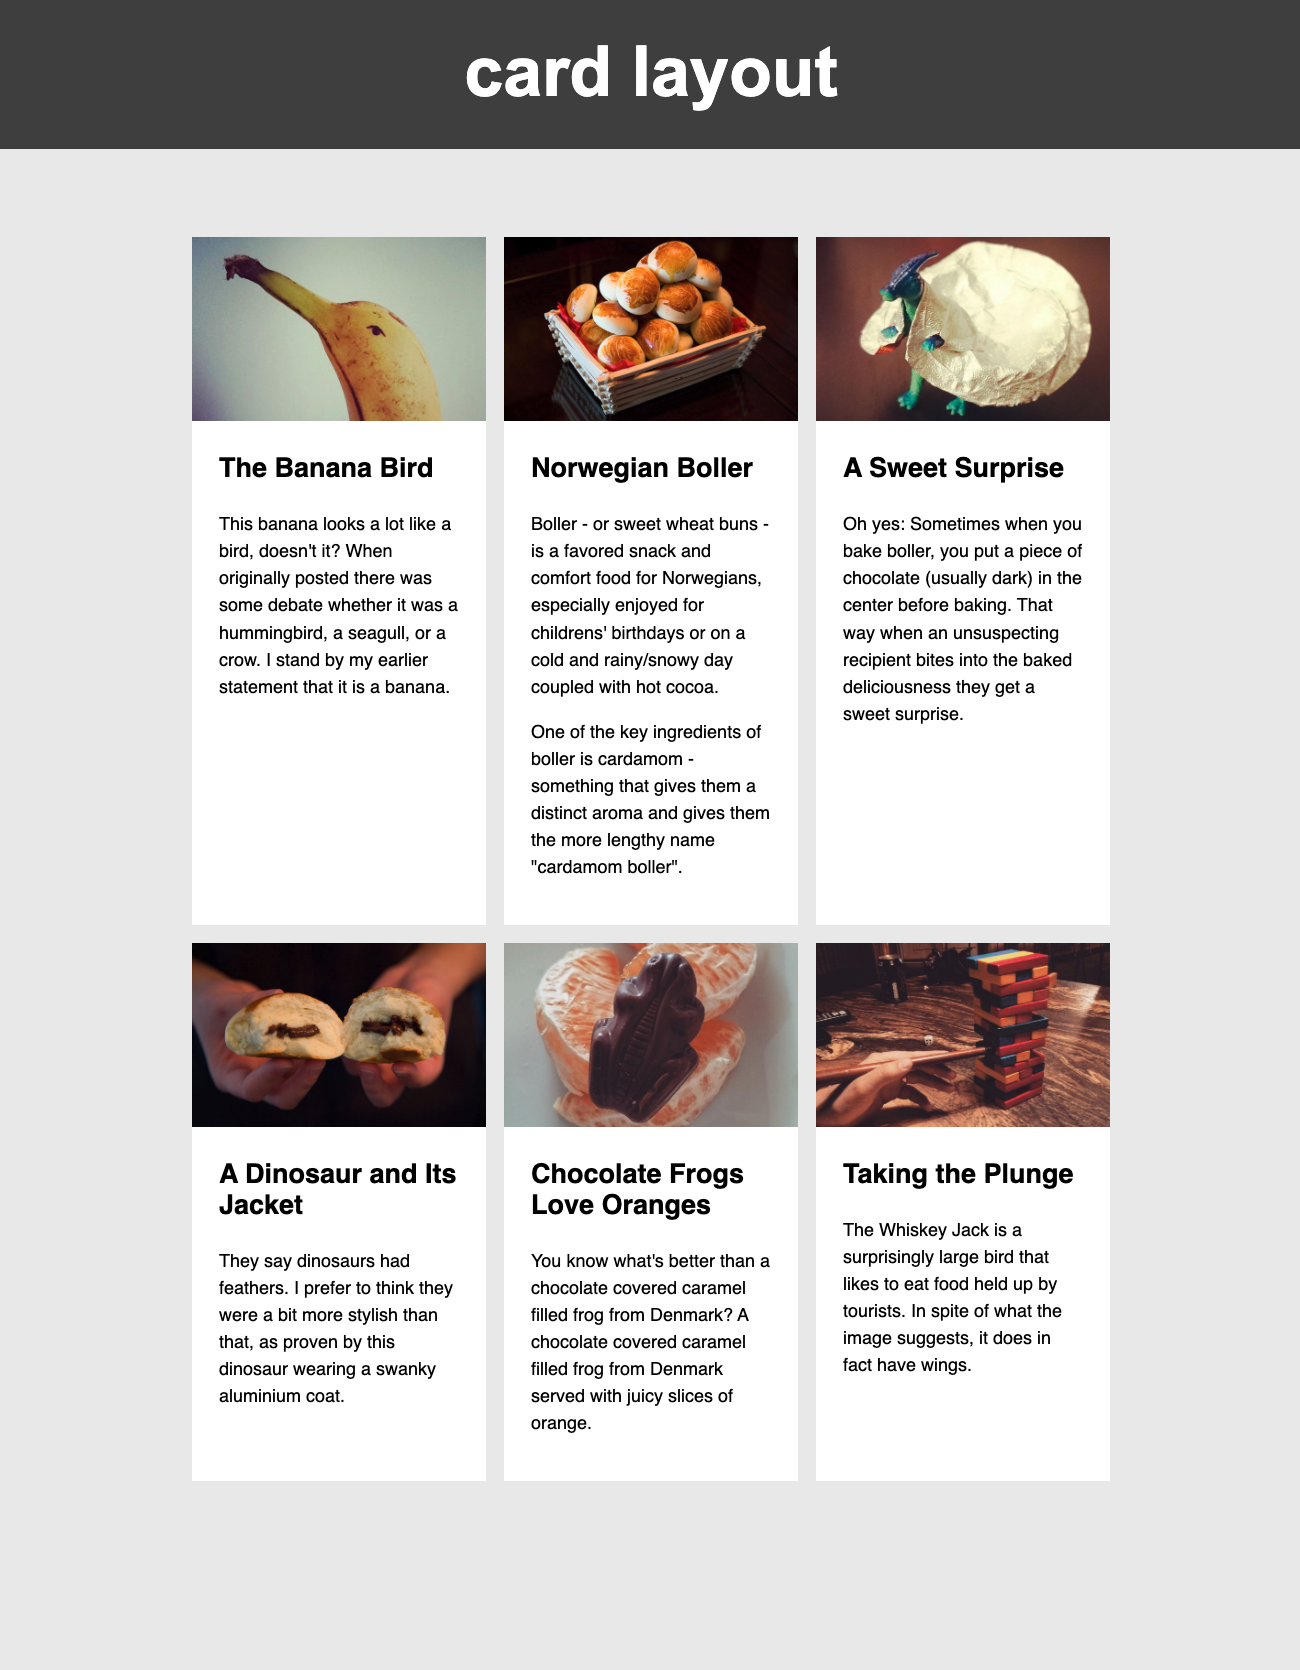 card layout
The Banana Bird
This banana looks a lot like a
bird, doesn't it? When
originally posted there was
some debate whether it was a
hummingbird, a seagull, or a
crow. I stand by my earlier
statement that it is a banana.
Norwegian Boller
Boller - or sweet wheat buns -
is a favored snack and
comfort food for Norwegians,
especially enjoyed for
childrens' birthdays or on a
cold and rainy/snowy day
coupled with hot cocoa.
One of the key ingredients of
boller is cardamom -
something that gives them a
distinct aroma and gives them
the more lengthy name
"cardamom boller".
A Sweet Surprise
Oh yes: Sometimes when you
bake boller, you put a piece of
chocolate (usually dark) in the
center before baking. That
way when an unsuspecting
recipient bites into the baked
deliciousness they get a
sweet surprise.
A Dinosaur and Its
Jacket
They say dinosaurs had
feathers. I prefer to think they
were a bit more stylish than
that, as proven by this
dinosaur wearing a swanky
aluminium coat.
Chocolate Frogs
Love Oranges
You know what's better than a
chocolate covered caramel
filled frog from Denmark? A
chocolate covered caramel
filled frog from Denmark
served with juicy slices of
orange.
Taking the Plunge
The Whiskey Jack is a
surprisingly large bird that
likes to eat food held up by
tourists. In spite of what the
image suggests, it does in
fact have wings.